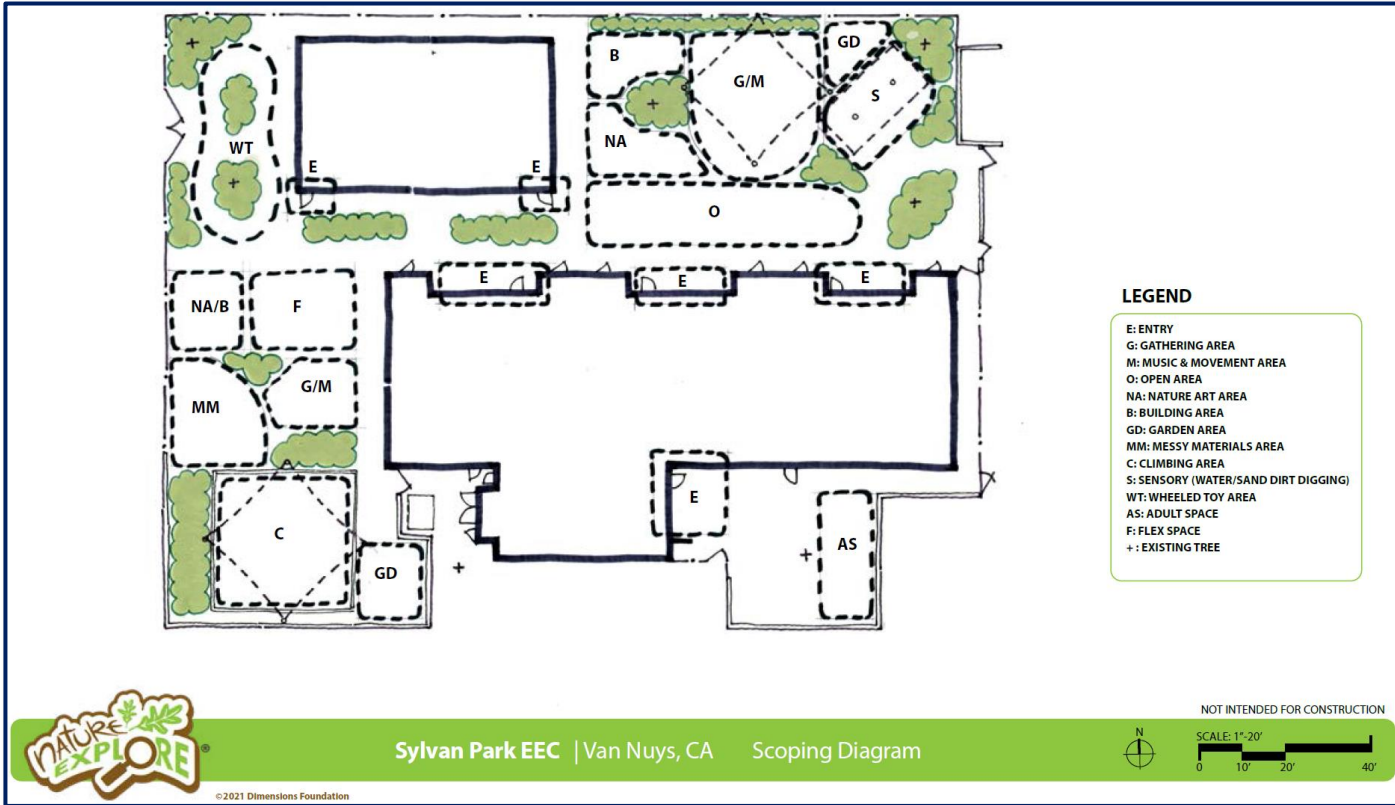 B
G/M
GD
S
WT
NA
E
E
O
E
E
E
NA/B
F
G/M
MM
C
GD
E
AS
LEGEND
E: ENTRY
G: GATHERING AREA
M: MUSIC & MOVEMENT AREA
O: OPEN AREA
NA: NATURE ART AREA
B: BUILDING AREA
GD: GARDEN AREA
MM: MESSY MATERIALS AREA
C: CLIMBING AREA
S: SENSORY (WATER/SAND DIRT DIGGING)
WT: WHEELED TOY AREA
AS: ADULT SPACE
F: FLEX SPACE
+ : EXISTING TREE
NOT INTENDED FOR CONSTRUCTION
NATURE
EXPLORE®
Sylvan Park EEC | Van Nuys, CA Scoping Diagram
N
SCALE: 1"-20'
0 10' 20' 40'
©2021 Dimensions Foundation